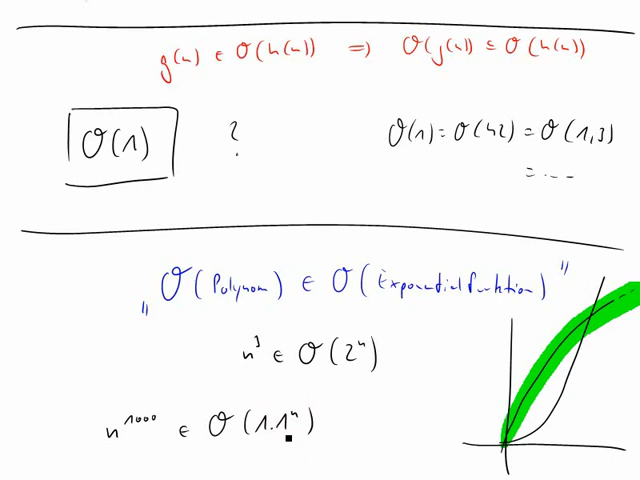 g(n) ∈ O(h(n)) ⇒ O(g(n)) ⊆ O(h(n))
O(1) ? O(1) = O(42) = O(1,3)
= ...
„O(Polynom) ∈ O(Exponentialfunktion)"
n³ ∈ O(2ⁿ)
n¹⁰⁰⁰ ∈ O(1.1ⁿ)